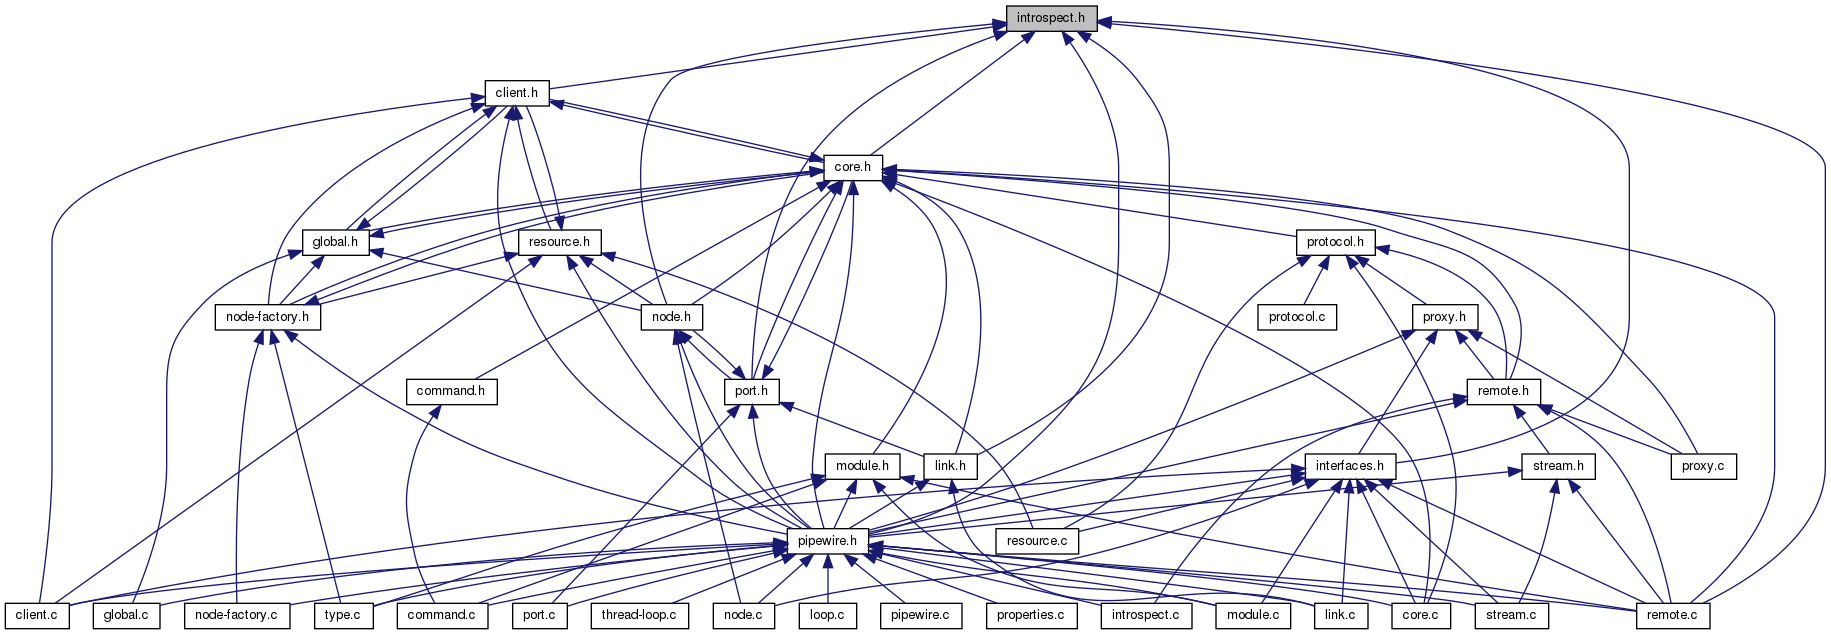 introspect.h
client.h
core.h
global.h
resource.h
protocol.h
node-factory.h
node.h
protocol.c
proxy.h
command.h
port.h
remote.h
module.h
link.h
interfaces.h
stream.h
proxy.c
pipewire.h
resource.c
client.c
global.c
node-factory.c
type.c
command.c
port.c
thread-loop.c
node.c
loop.c
pipewire.c
properties.c
introspect.c
module.c
link.c
core.c
stream.c
remote.c